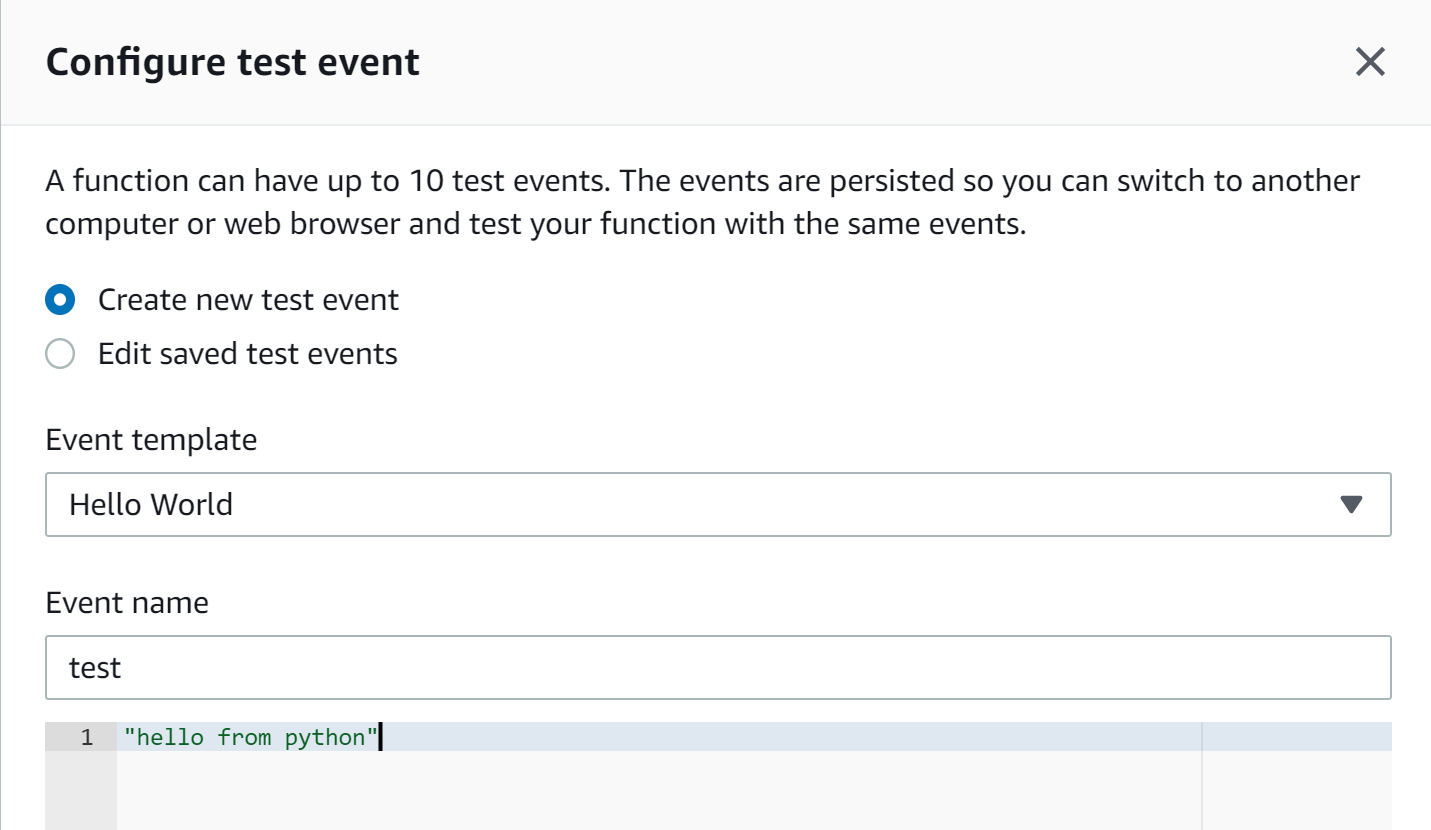 Configure test event
A function can have up to 10 test events. The events are persisted so you can switch to another
computer or web browser and test your function with the same events.
Create new test event
Edit saved test events
Event template
Hello World
Event name
test
1 "hello from python"